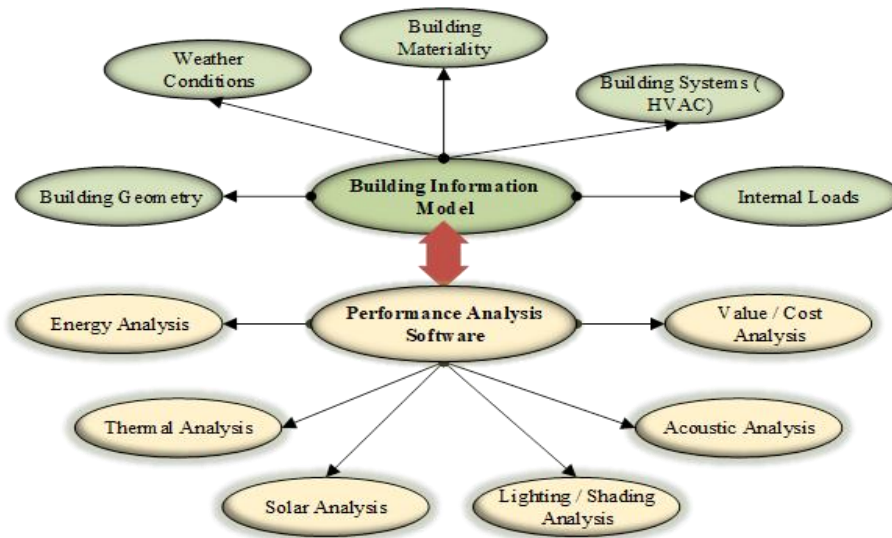 Building
Materiality
Weather
Conditions
Building Systems (
HVAC)
Building Geometry
Building Information
Model
Internal Loads
Energy Analysis
Performance Analysis
Software
Value / Cost
Analysis
Thermal Analysis
Acoustic Analysis
Solar Analysis
Lighting / Shading
Analysis